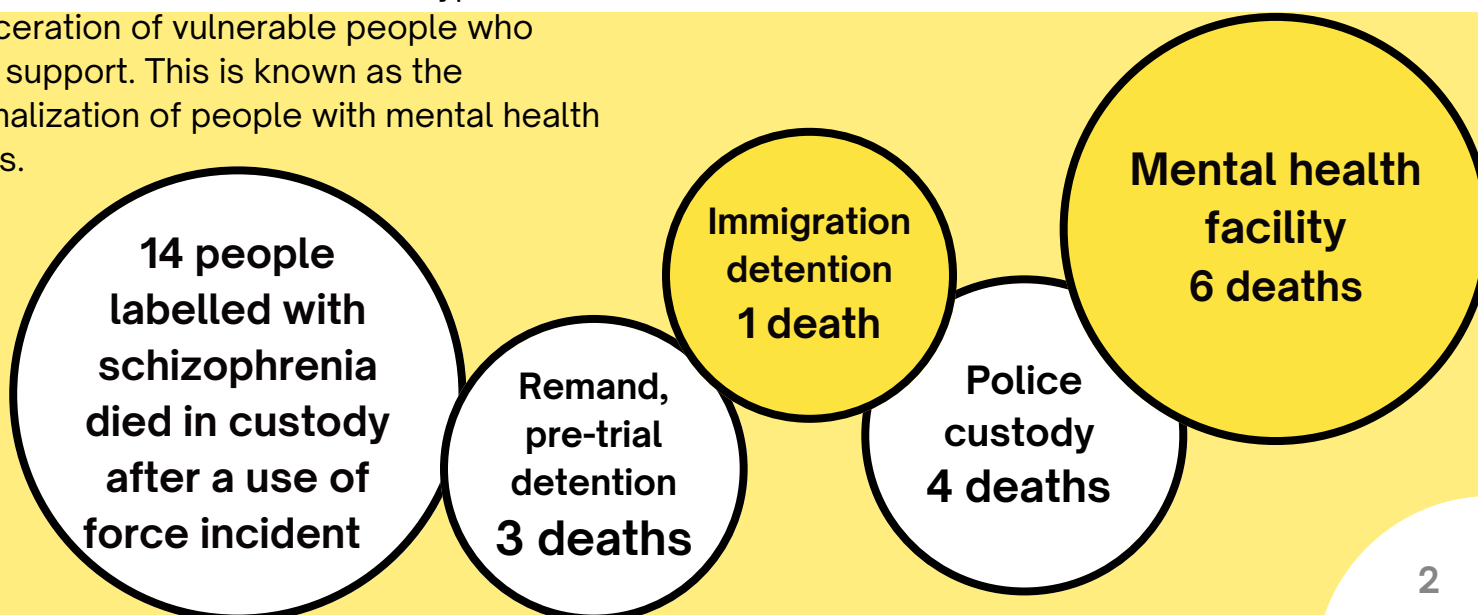 ceration of vulnerable people who
support. This is known as the
nalization of people with mental health
s.
14 people
labelled with
schizophrenia
died in custody
after a use of
force incident
Remand,
pre-trial
detention
3 deaths
Immigration
detention
1 death
Police
custody
4 deaths
Mental health
facility
6 deaths
2